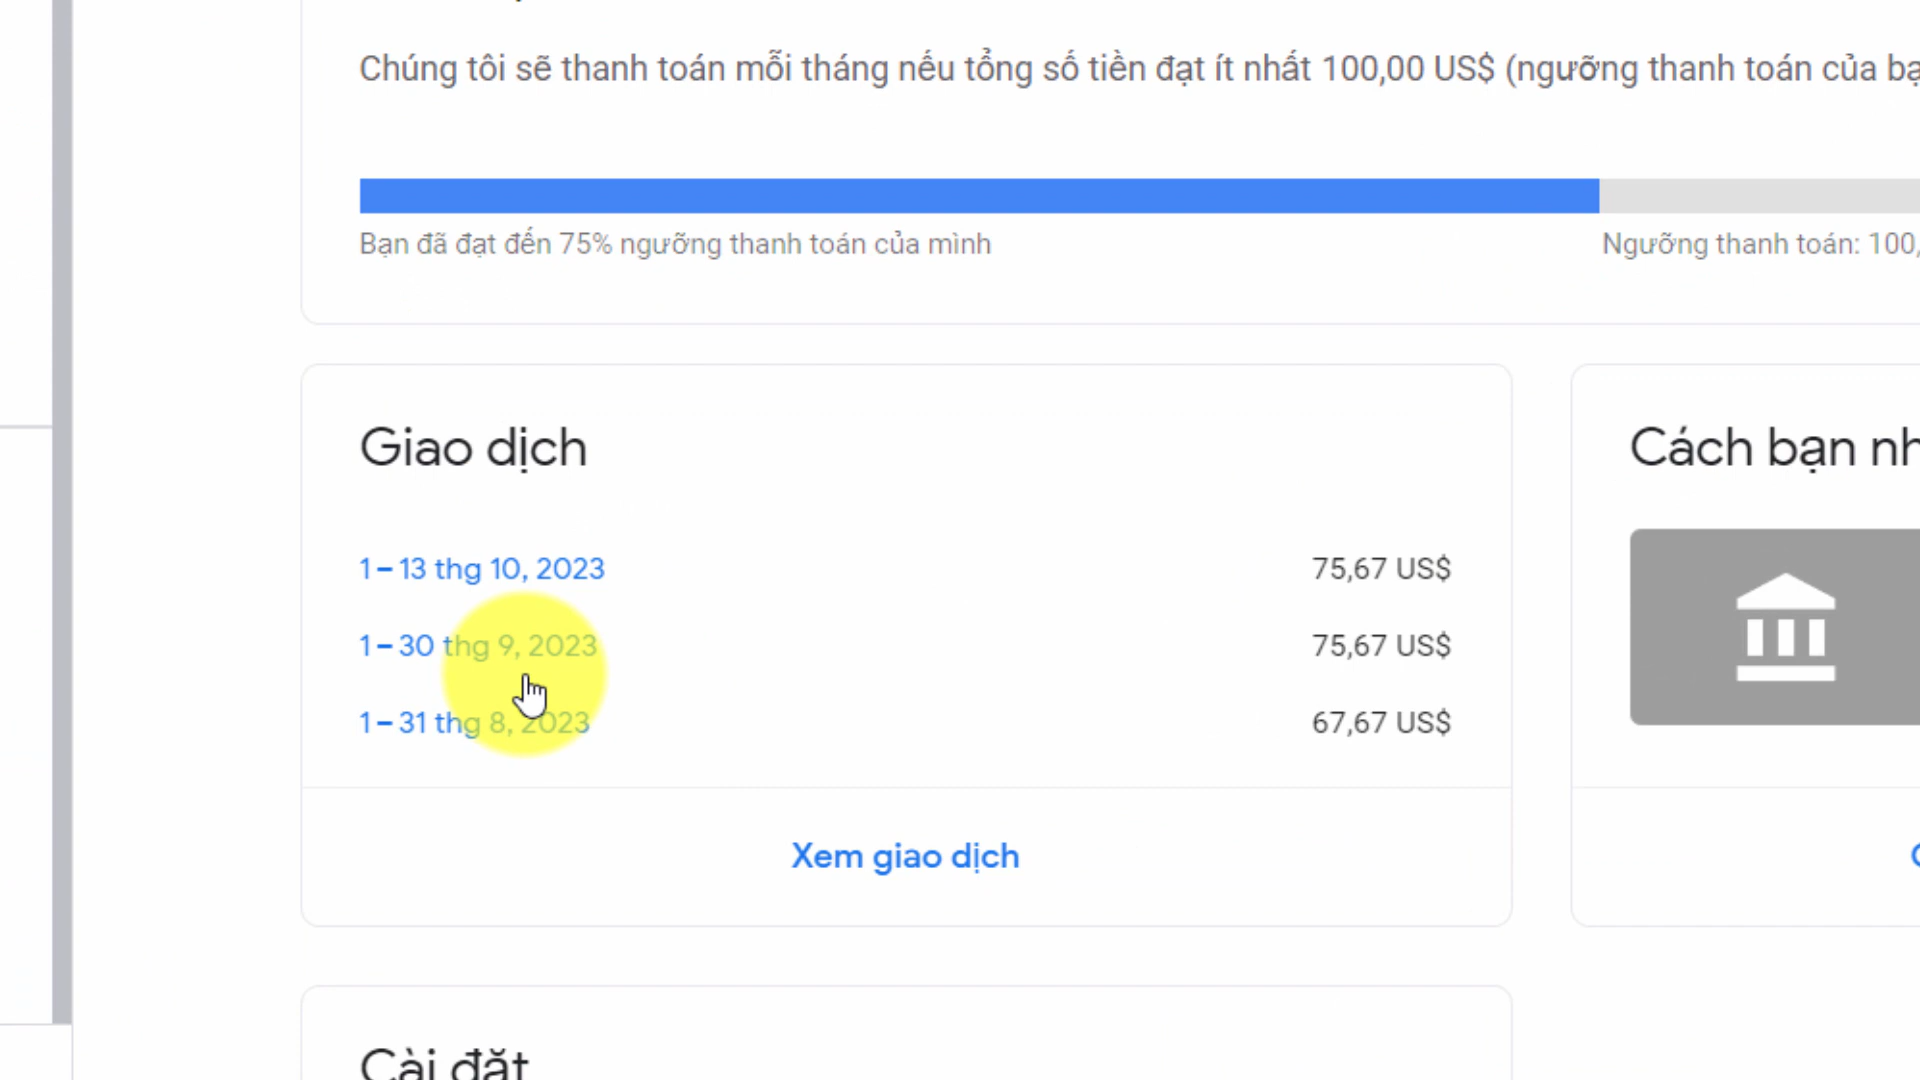 Chúng tôi sẽ thanh toán mỗi tháng nếu tổng số tiền đạt ít nhất 100,00 US$ (ngưỡng thanh toán của
Bạn đã đạt đến 75% ngưỡng thanh toán của mình
Ngưỡng thanh toán: 100,
Giao dịch
1 – 13 thg 10, 2023 75,67 US$
1 – 30 thg 9, 2023 75,67 US$
1 – 31 thg 8, 2023 67,67 US$
Xem giao dịch
Cách bạn
Cài đặt